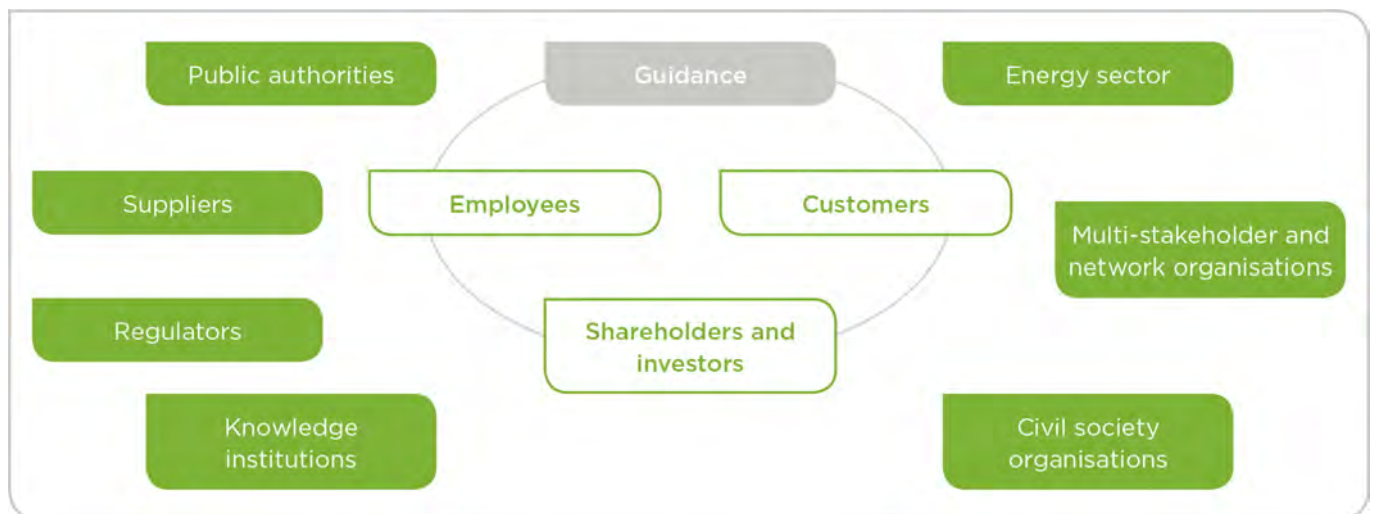 Public authorities
Guidance
Energy sector
Suppliers
Employees
Customers
Multi-stakeholder and
network organisations
Regulators
Shareholders and
investors
Knowledge
institutions
Civil society
organisations